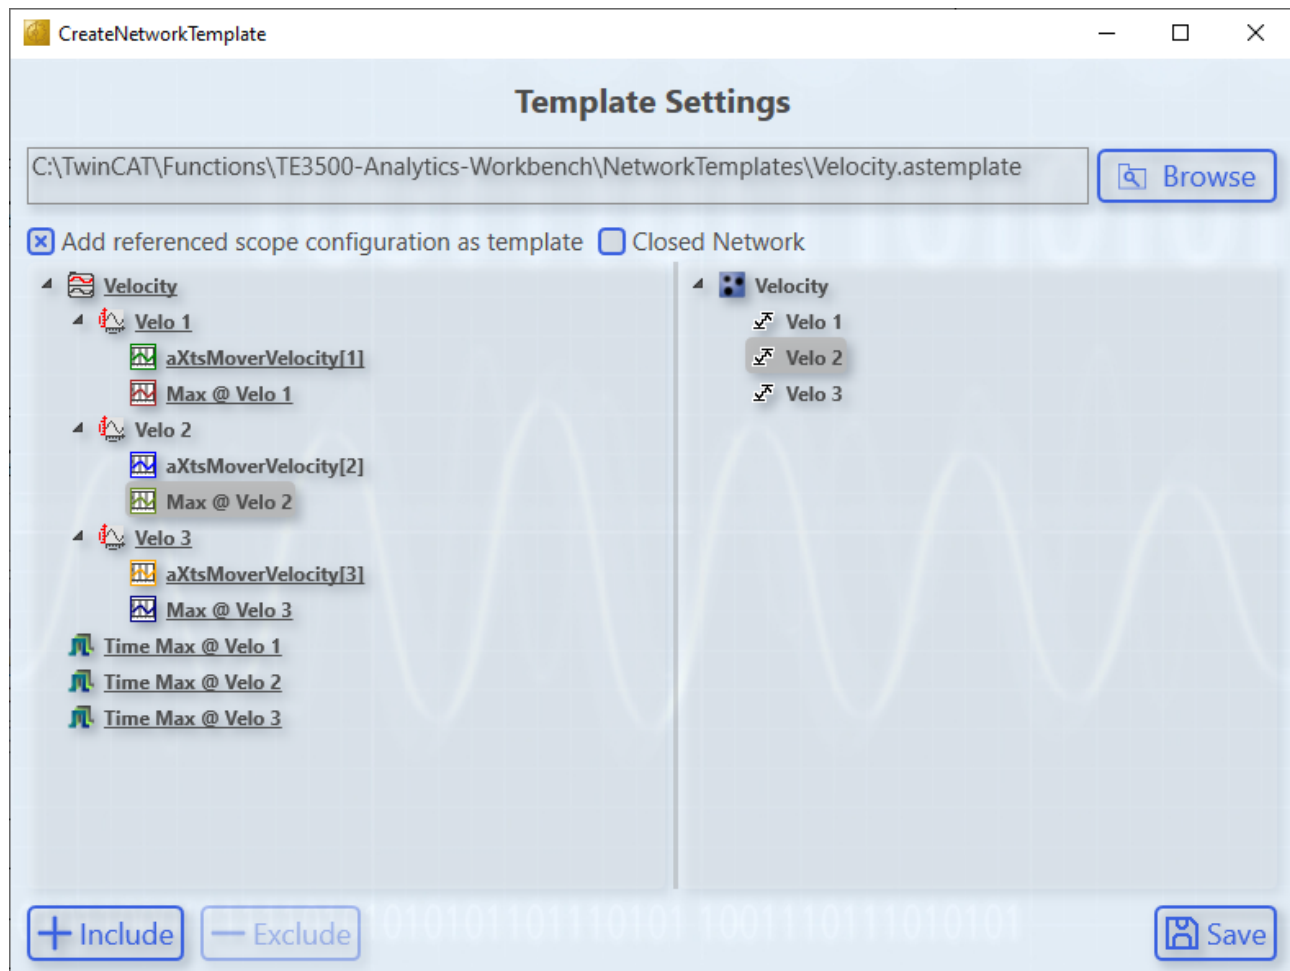 CreateNetworkTemplate
Template Settings
C:\TwinCAT\Functions\TE3500-Analytics-Workbench\NetworkTemplates\Velocity.astemplate
Browse
Add referenced scope configuration as template
Closed Network
Velocity
Velo 1
aXtsMoverVelocity[1]
Max @ Velo 1
Velo 2
aXtsMoverVelocity[2]
Max @ Velo 2
Velo 3
aXtsMoverVelocity[3]
Max @ Velo 3
Time Max @ Velo 1
Time Max @ Velo 2
Time Max @ Velo 3
Velocity
Velo 1
Velo 2
Velo 3
Include
Exclude
Save